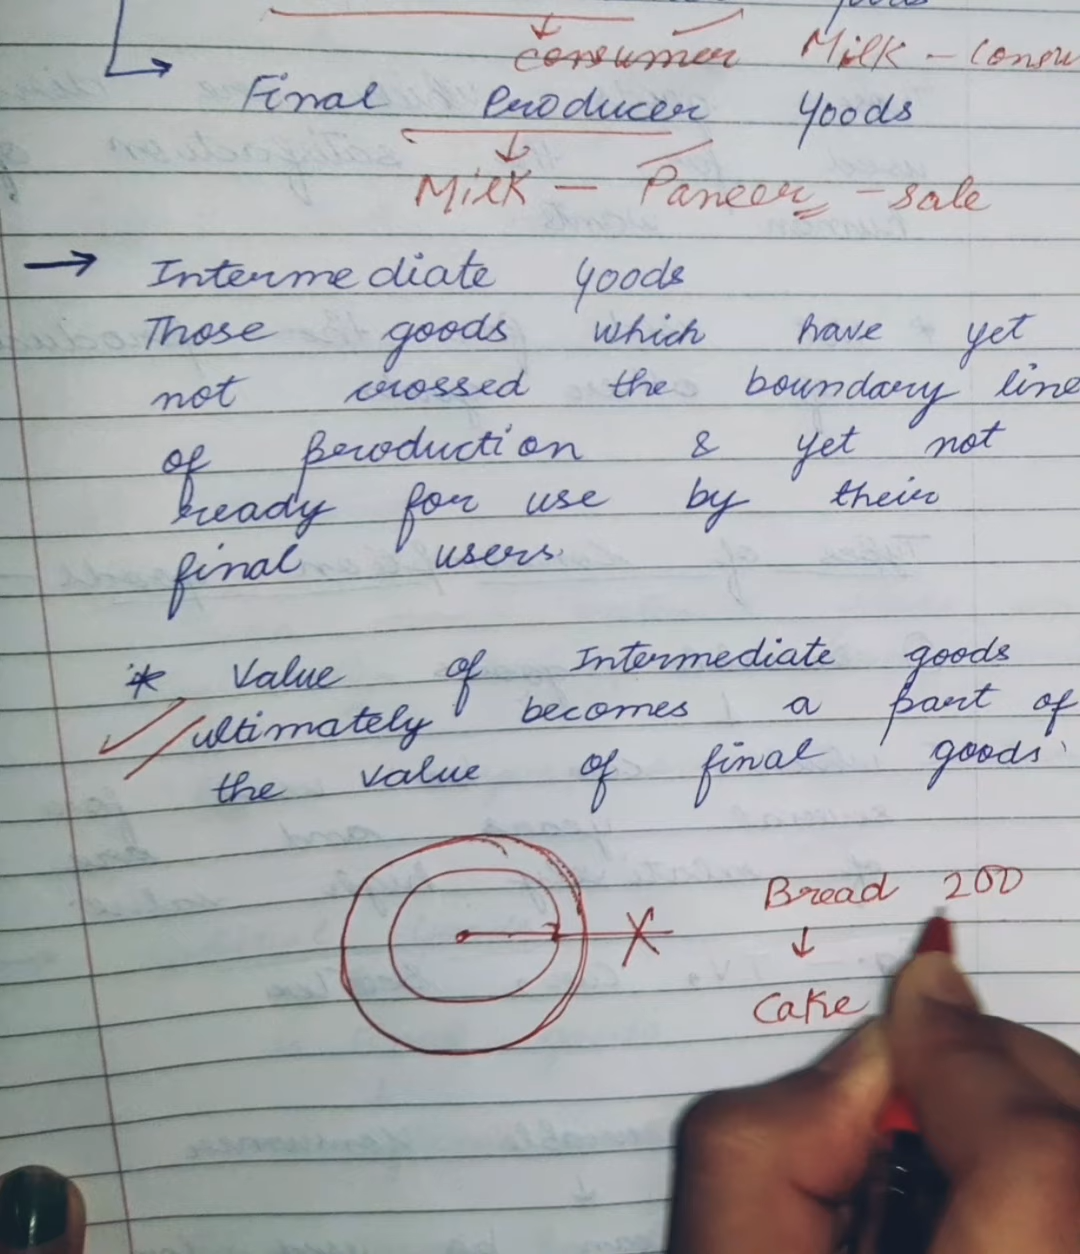 consumer Milk -
Final Producer Goods
Milk - Paneer - sale
→ Intermediate Goods
Those goods which have yet
not crossed the boundary line
of production & yet not
ready for use by their
final users.
* Value of Intermediate goods
ultimately becomes a part of
the value of final goods
Bread 200
↓
Cake